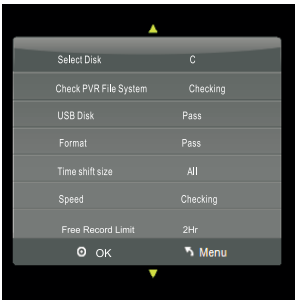 Select Disk C
Check PVR File System Checking
USB Disk Pass
Format Pass
Time shift size All
Speed Checking
Free Record Limit 2Hr
OK Menu